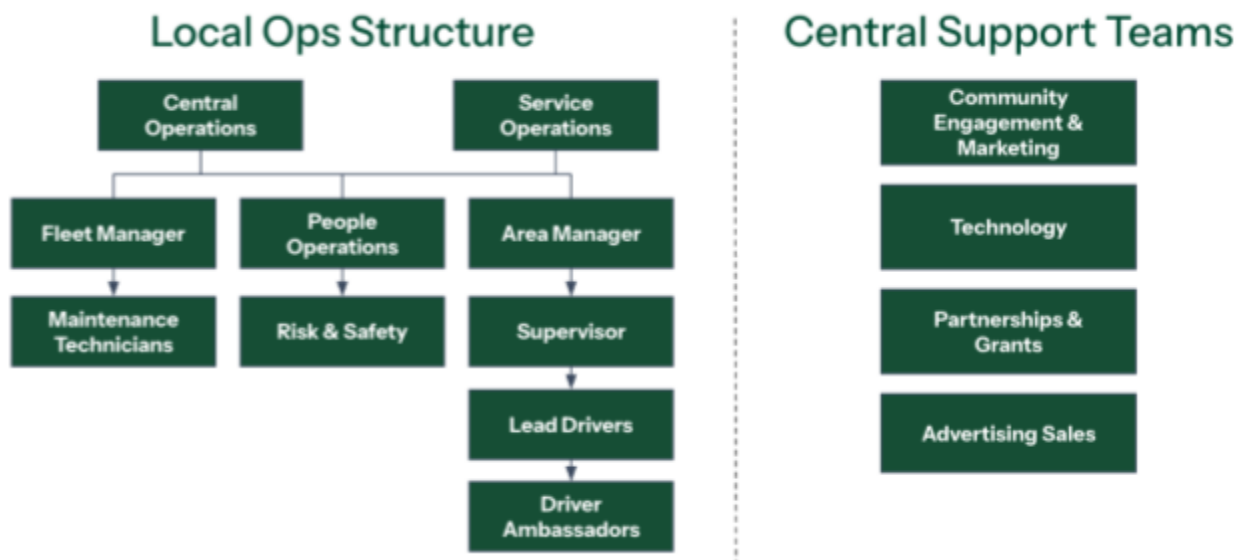 Local Ops Structure
Central Support Teams
Central
Operations
Service
Operations
Fleet Manager
People
Operations
Area Manager
Maintenance
Technicians
Risk & Safety
Supervisor
Lead Drivers
Driver
Ambassadors
Community
Engagement &
Marketing
Technology
Partnerships &
Grants
Advertising Sales